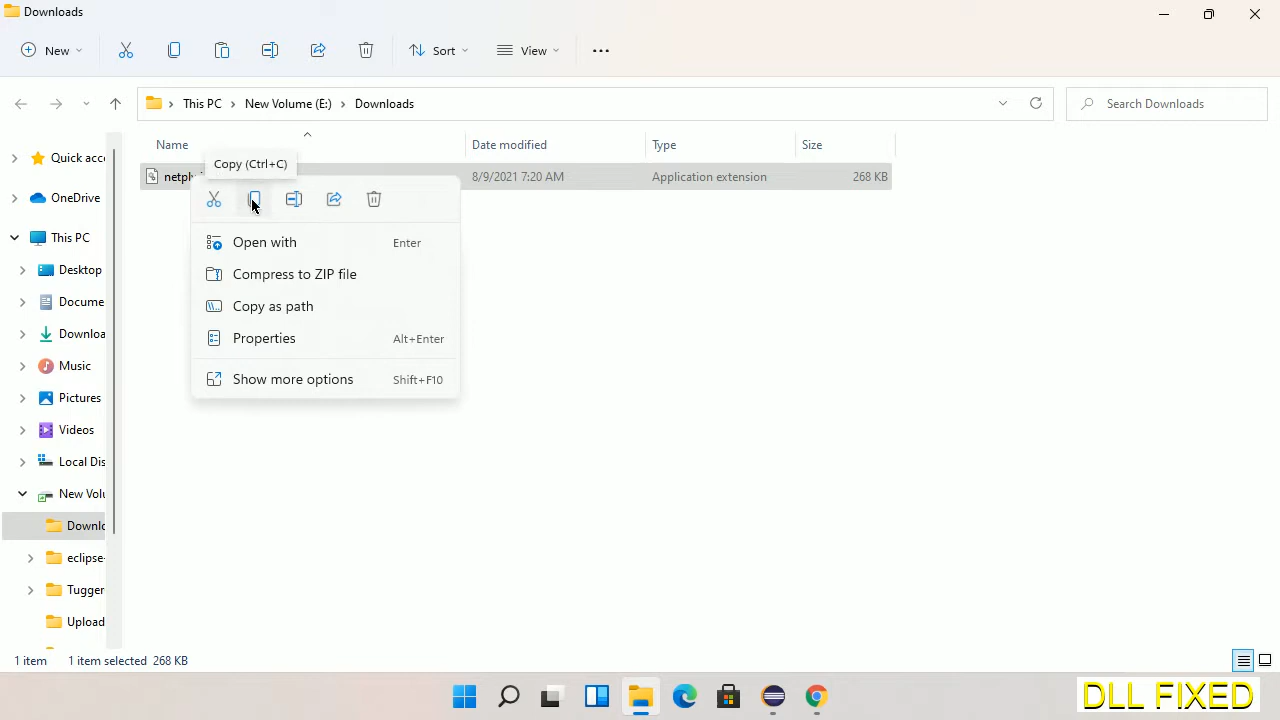 Downloads
New
Sort
View
This PC
New Volume (E:)
Downloads
Search Downloads
Name
Date modified
Type
Size
Copy (Ctrl+C)
8/9/2021 7:20 AM
Application extension
268 KB
Open with
Enter
Compress to ZIP file
Copy as path
Properties
Alt+Enter
Show more options
Shift+F10
Quick acc
OneDrive
This PC
Desktop
Docume
Downloa
Music
Pictures
Videos
Local Dis
New Volu
Downlo
eclipse-
Tugger
Upload
1 item
1 item selected 268 KB
DLL FIXED